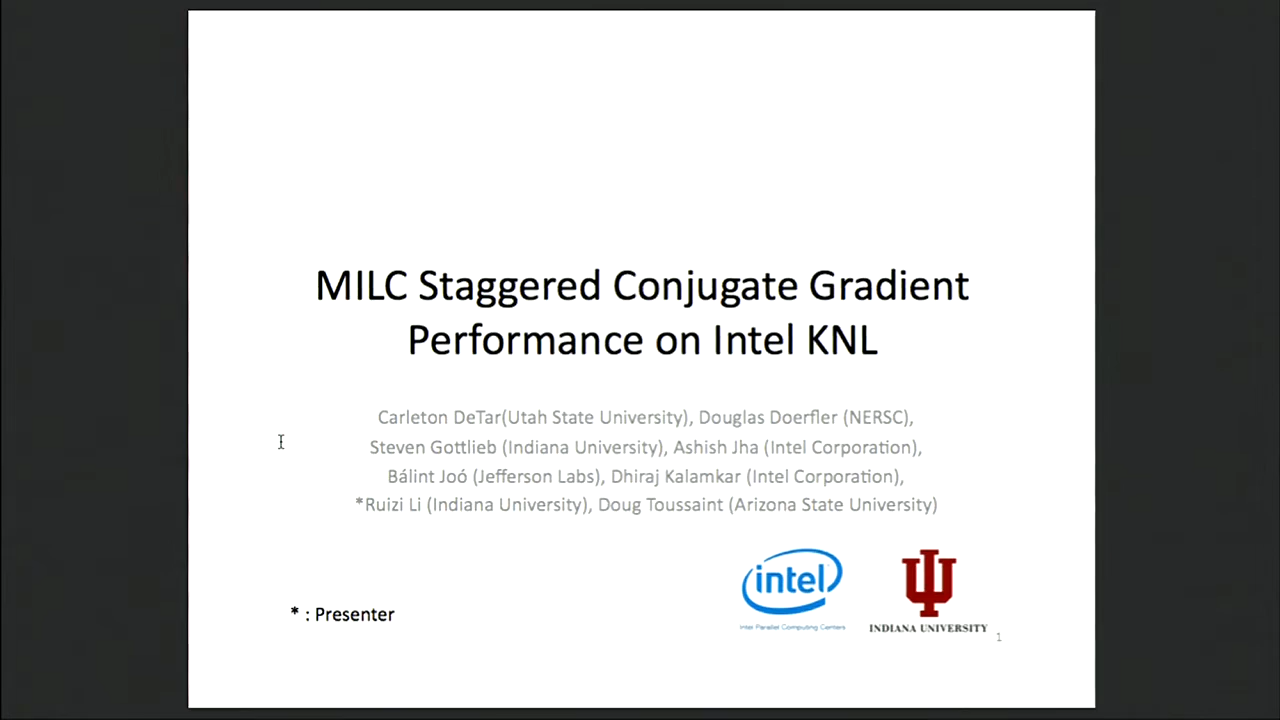 MILC Staggered Conjugate Gradient
Performance on Intel KNL
Carleton DeTar(Utah State University), Douglas Doerfler (NERSC),
Steven Gottlieb (Indiana University), Ashish Jha (Intel Corporation),
Bálint Joó (Jefferson Labs), Dhiraj Kalamkar (Intel Corporation),
*Ruizi Li (Indiana University), Doug Toussaint (Arizona State University)
intel
Intel Parallel Computing Centers
INDIANA UNIVERSITY
* : Presenter
1